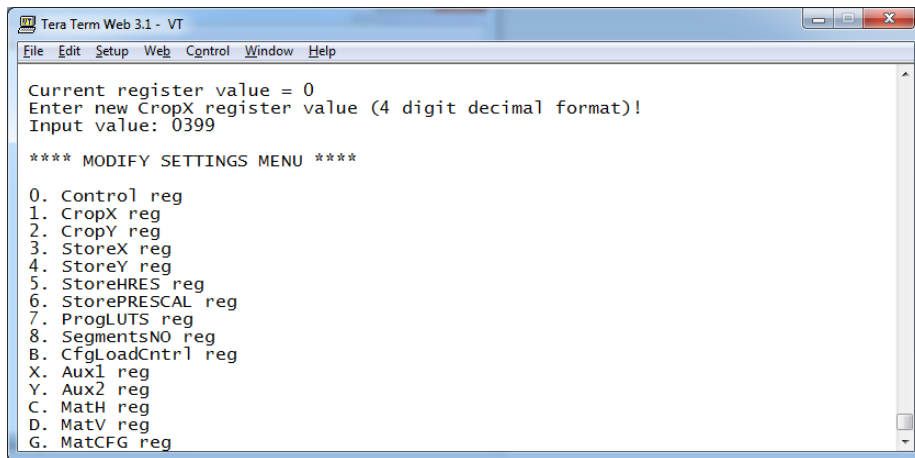 Tera Term Web 3.1 - VT
File Edit Setup Web Control Window Help
Current register value = 0
Enter new CropX register value (4 digit decimal format)!
Input value: 0399
**** MODIFY SETTINGS MENU ****
0. Control reg
1. CropX reg
2. CropY reg
3. StoreX reg
4. StoreY reg
5. StoreHRES reg
6. StorePRESCAL reg
7. ProgLUTS reg
8. SegmentsNO reg
B. CfgLoadCntrl reg
X. Aux1 reg
Y. Aux2 reg
C. MatH reg
D. MatV reg
G. MatCFG reg